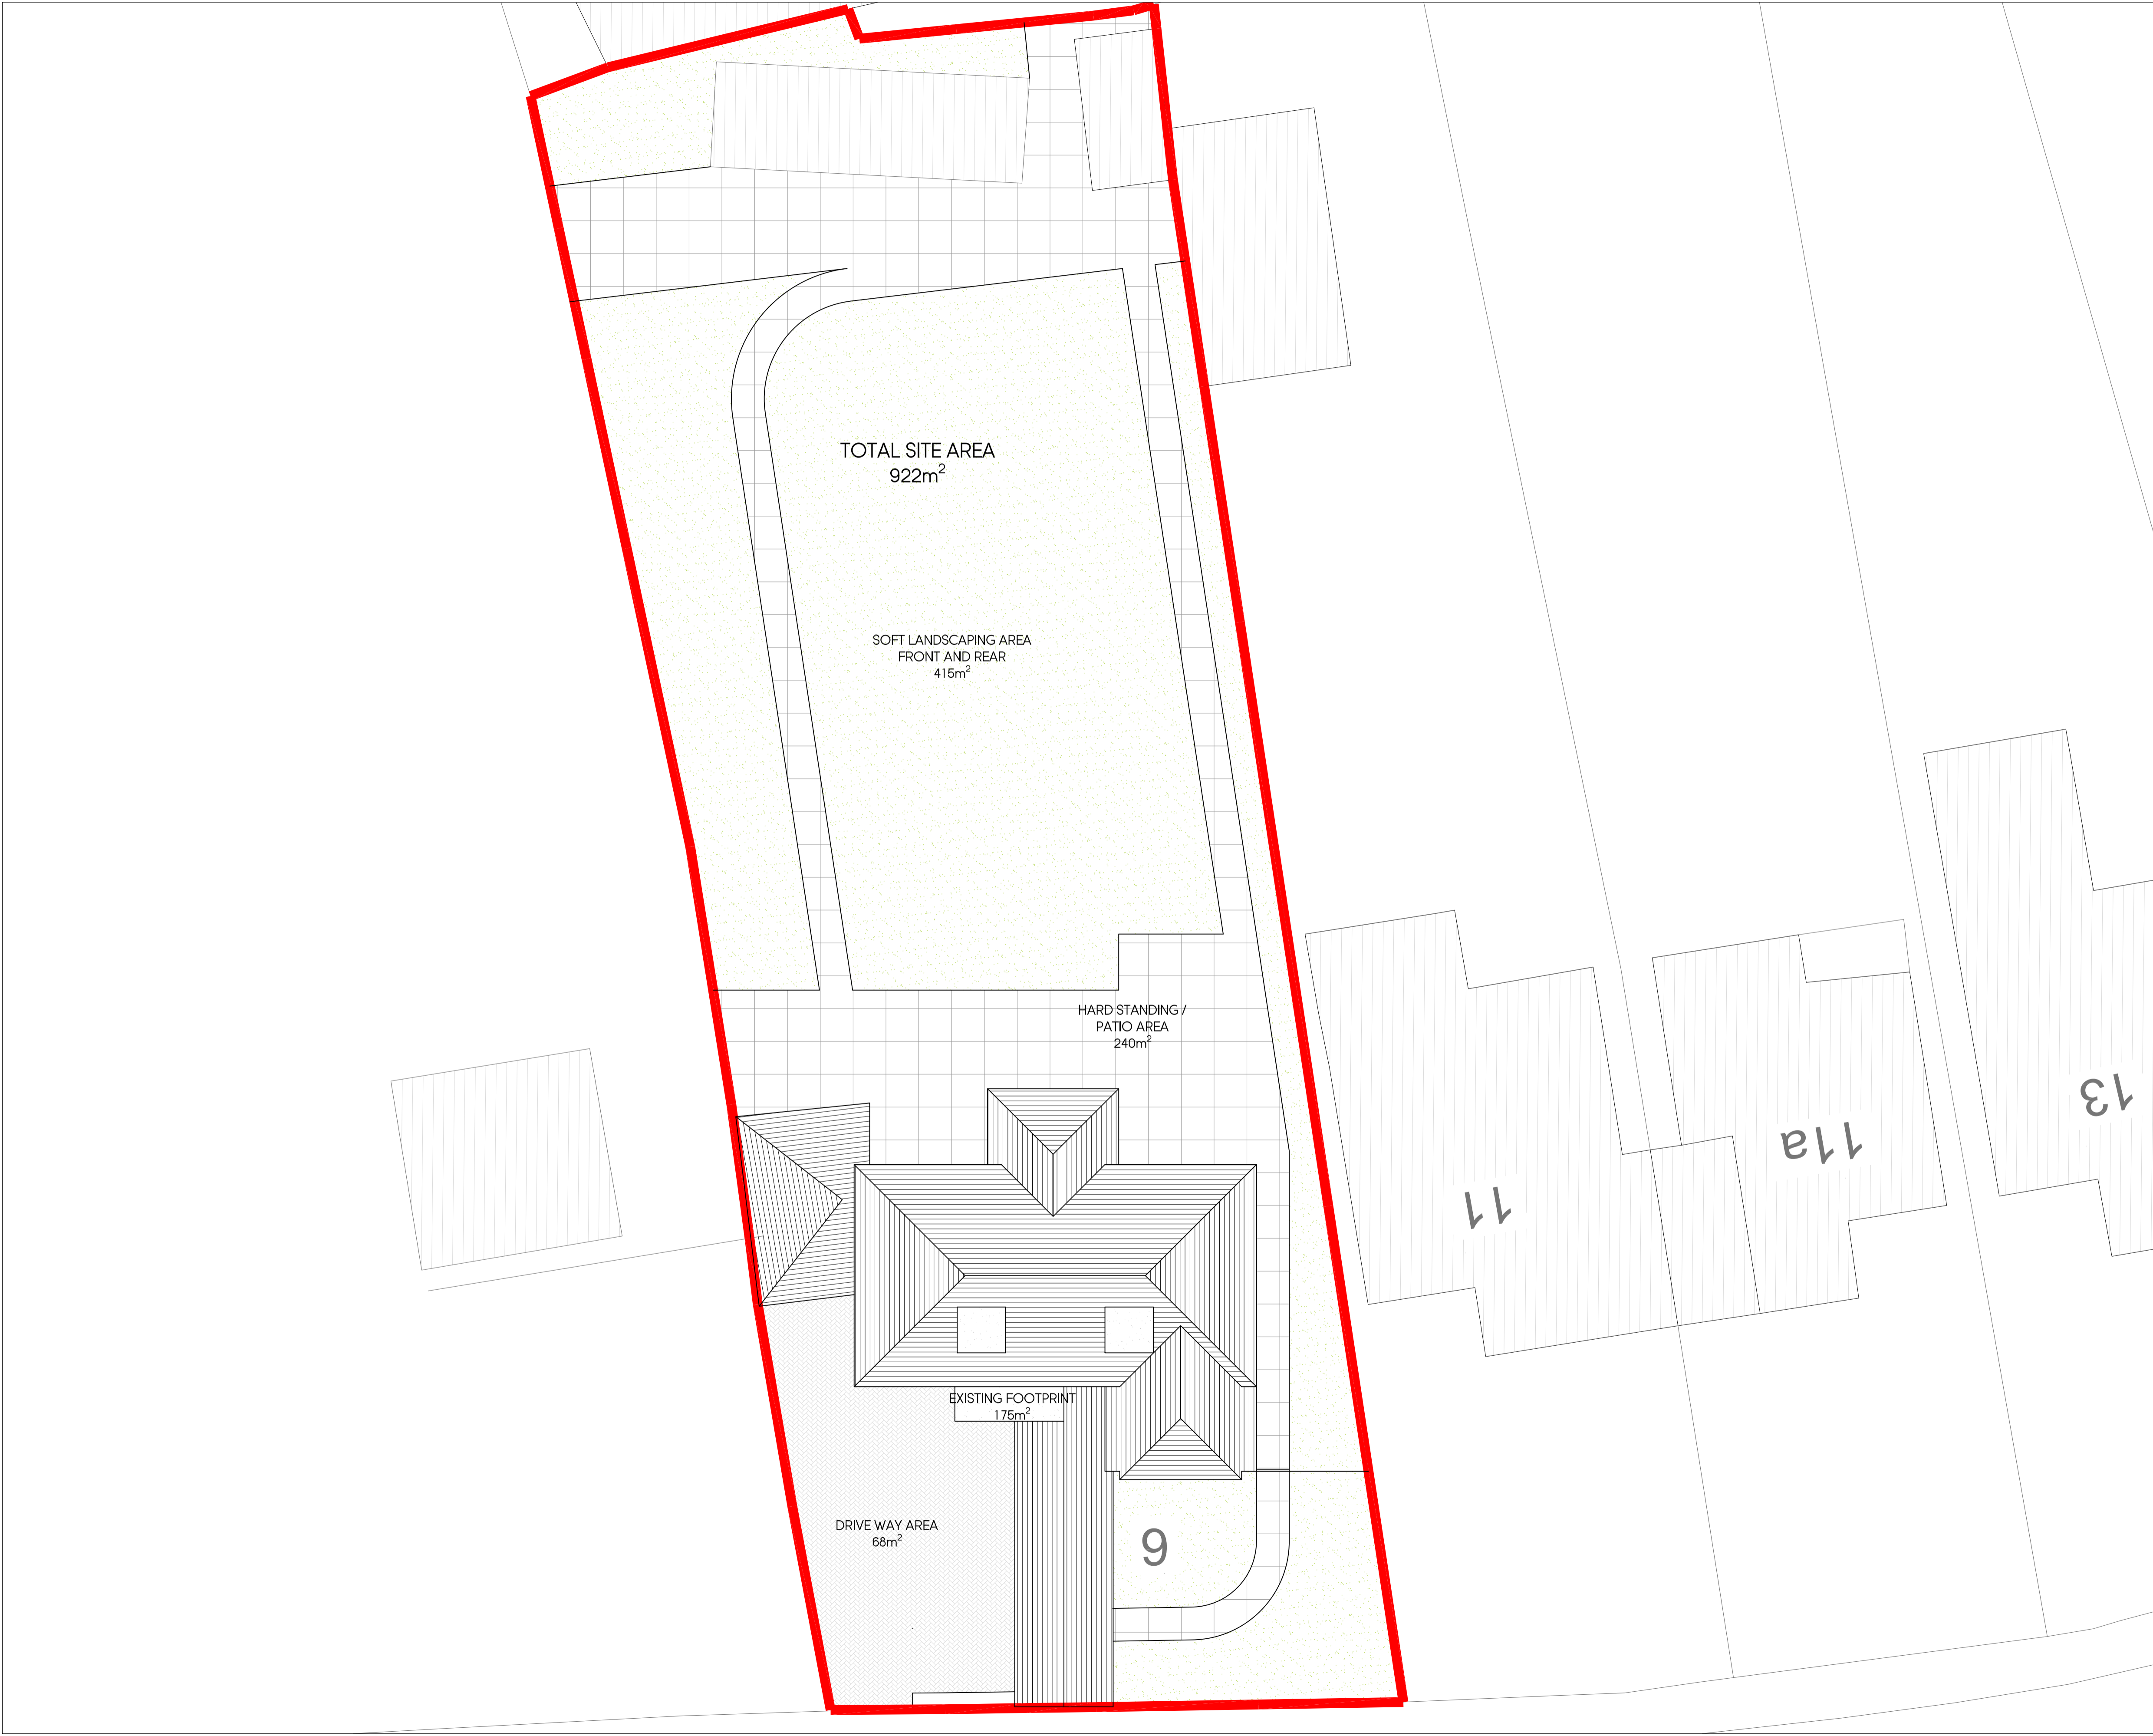 TOTAL SITE AREA
922m²
SOFT LANDSCAPING AREA
FRONT AND REAR
415m²
HARD STANDING /
PATIO AREA
240m²
13
11a
11
EXISTING FOOTPRINT
175m²
DRIVE WAY AREA
68m²
9